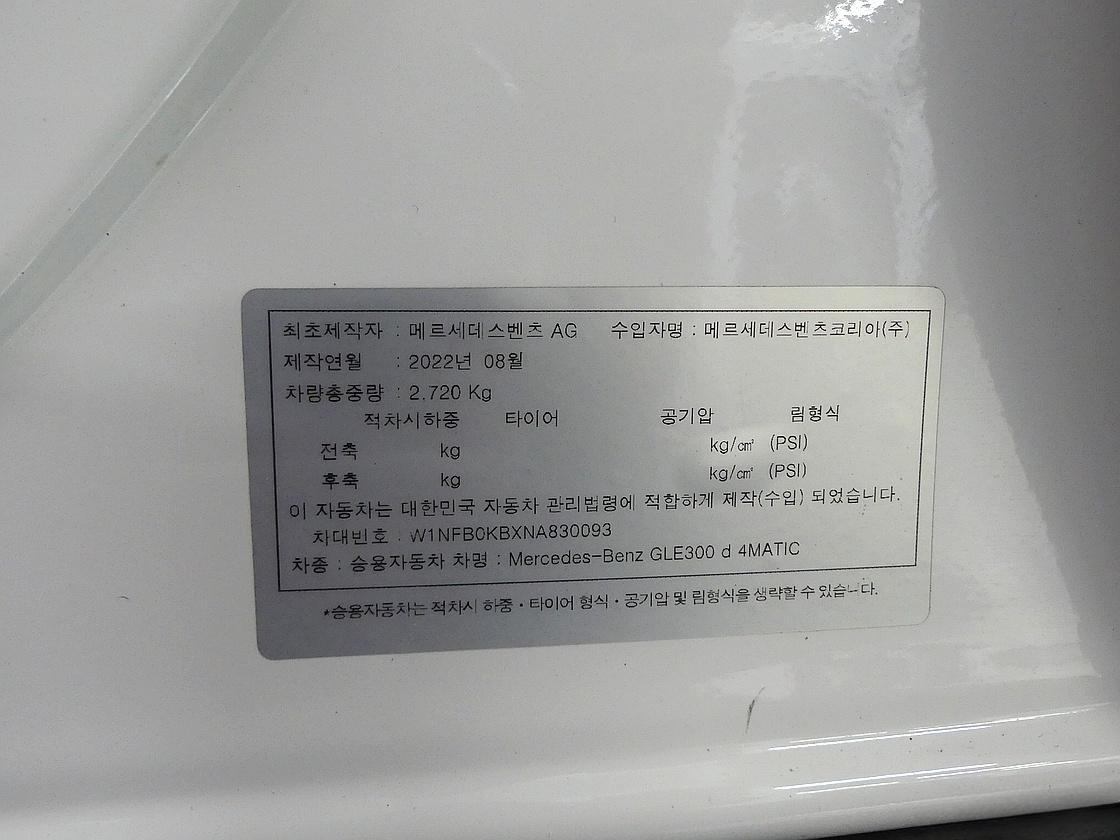 최초제작자 : 메르세데스벤츠 AG 수입자명 : 메르세데스벤츠코리아(주)
제작연월 : 2022년 08월
차량총중량 : 2,720 Kg
적차시하중 타이어 공기압 림형식
전축 kg kg/㎠ (PSI)
후축 kg kg/㎠ (PSI)
이 자동차는 대한민국 자동차 관리법령에 적합하게 제작(수입) 되었습니다.
차대번호 : W1NFB0KBXNA830093
차종 : 승용자동차 차명 : Mercedes-Benz GLE300 d 4MATIC
*승용자동차는 적차시 하중·타이어 형식·공기압 및 림형식을 생략할 수 있습니다.